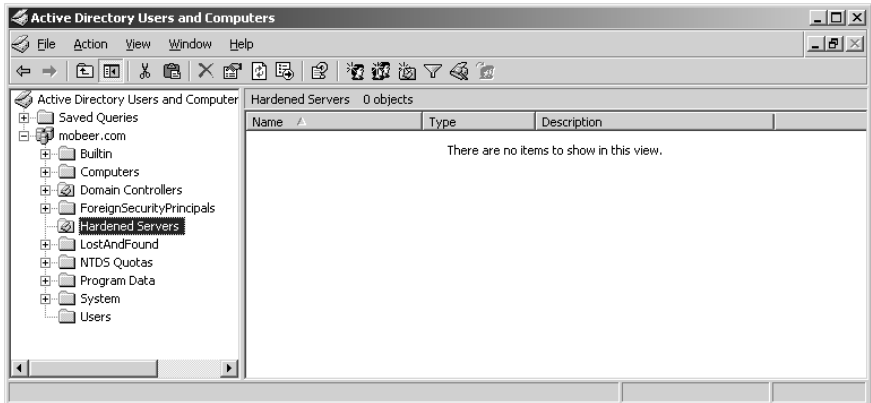 Active Directory Users and Computers
File Action View Window Help
Active Directory Users and Computer
Saved Queries
mobeer.com
Builtin
Computers
Domain Controllers
ForeignSecurityPrincipals
Hardened Servers
LostAndFound
NTDS Quotas
Program Data
System
Users
Hardened Servers 0 objects
Name Type Description
There are no items to show in this view.